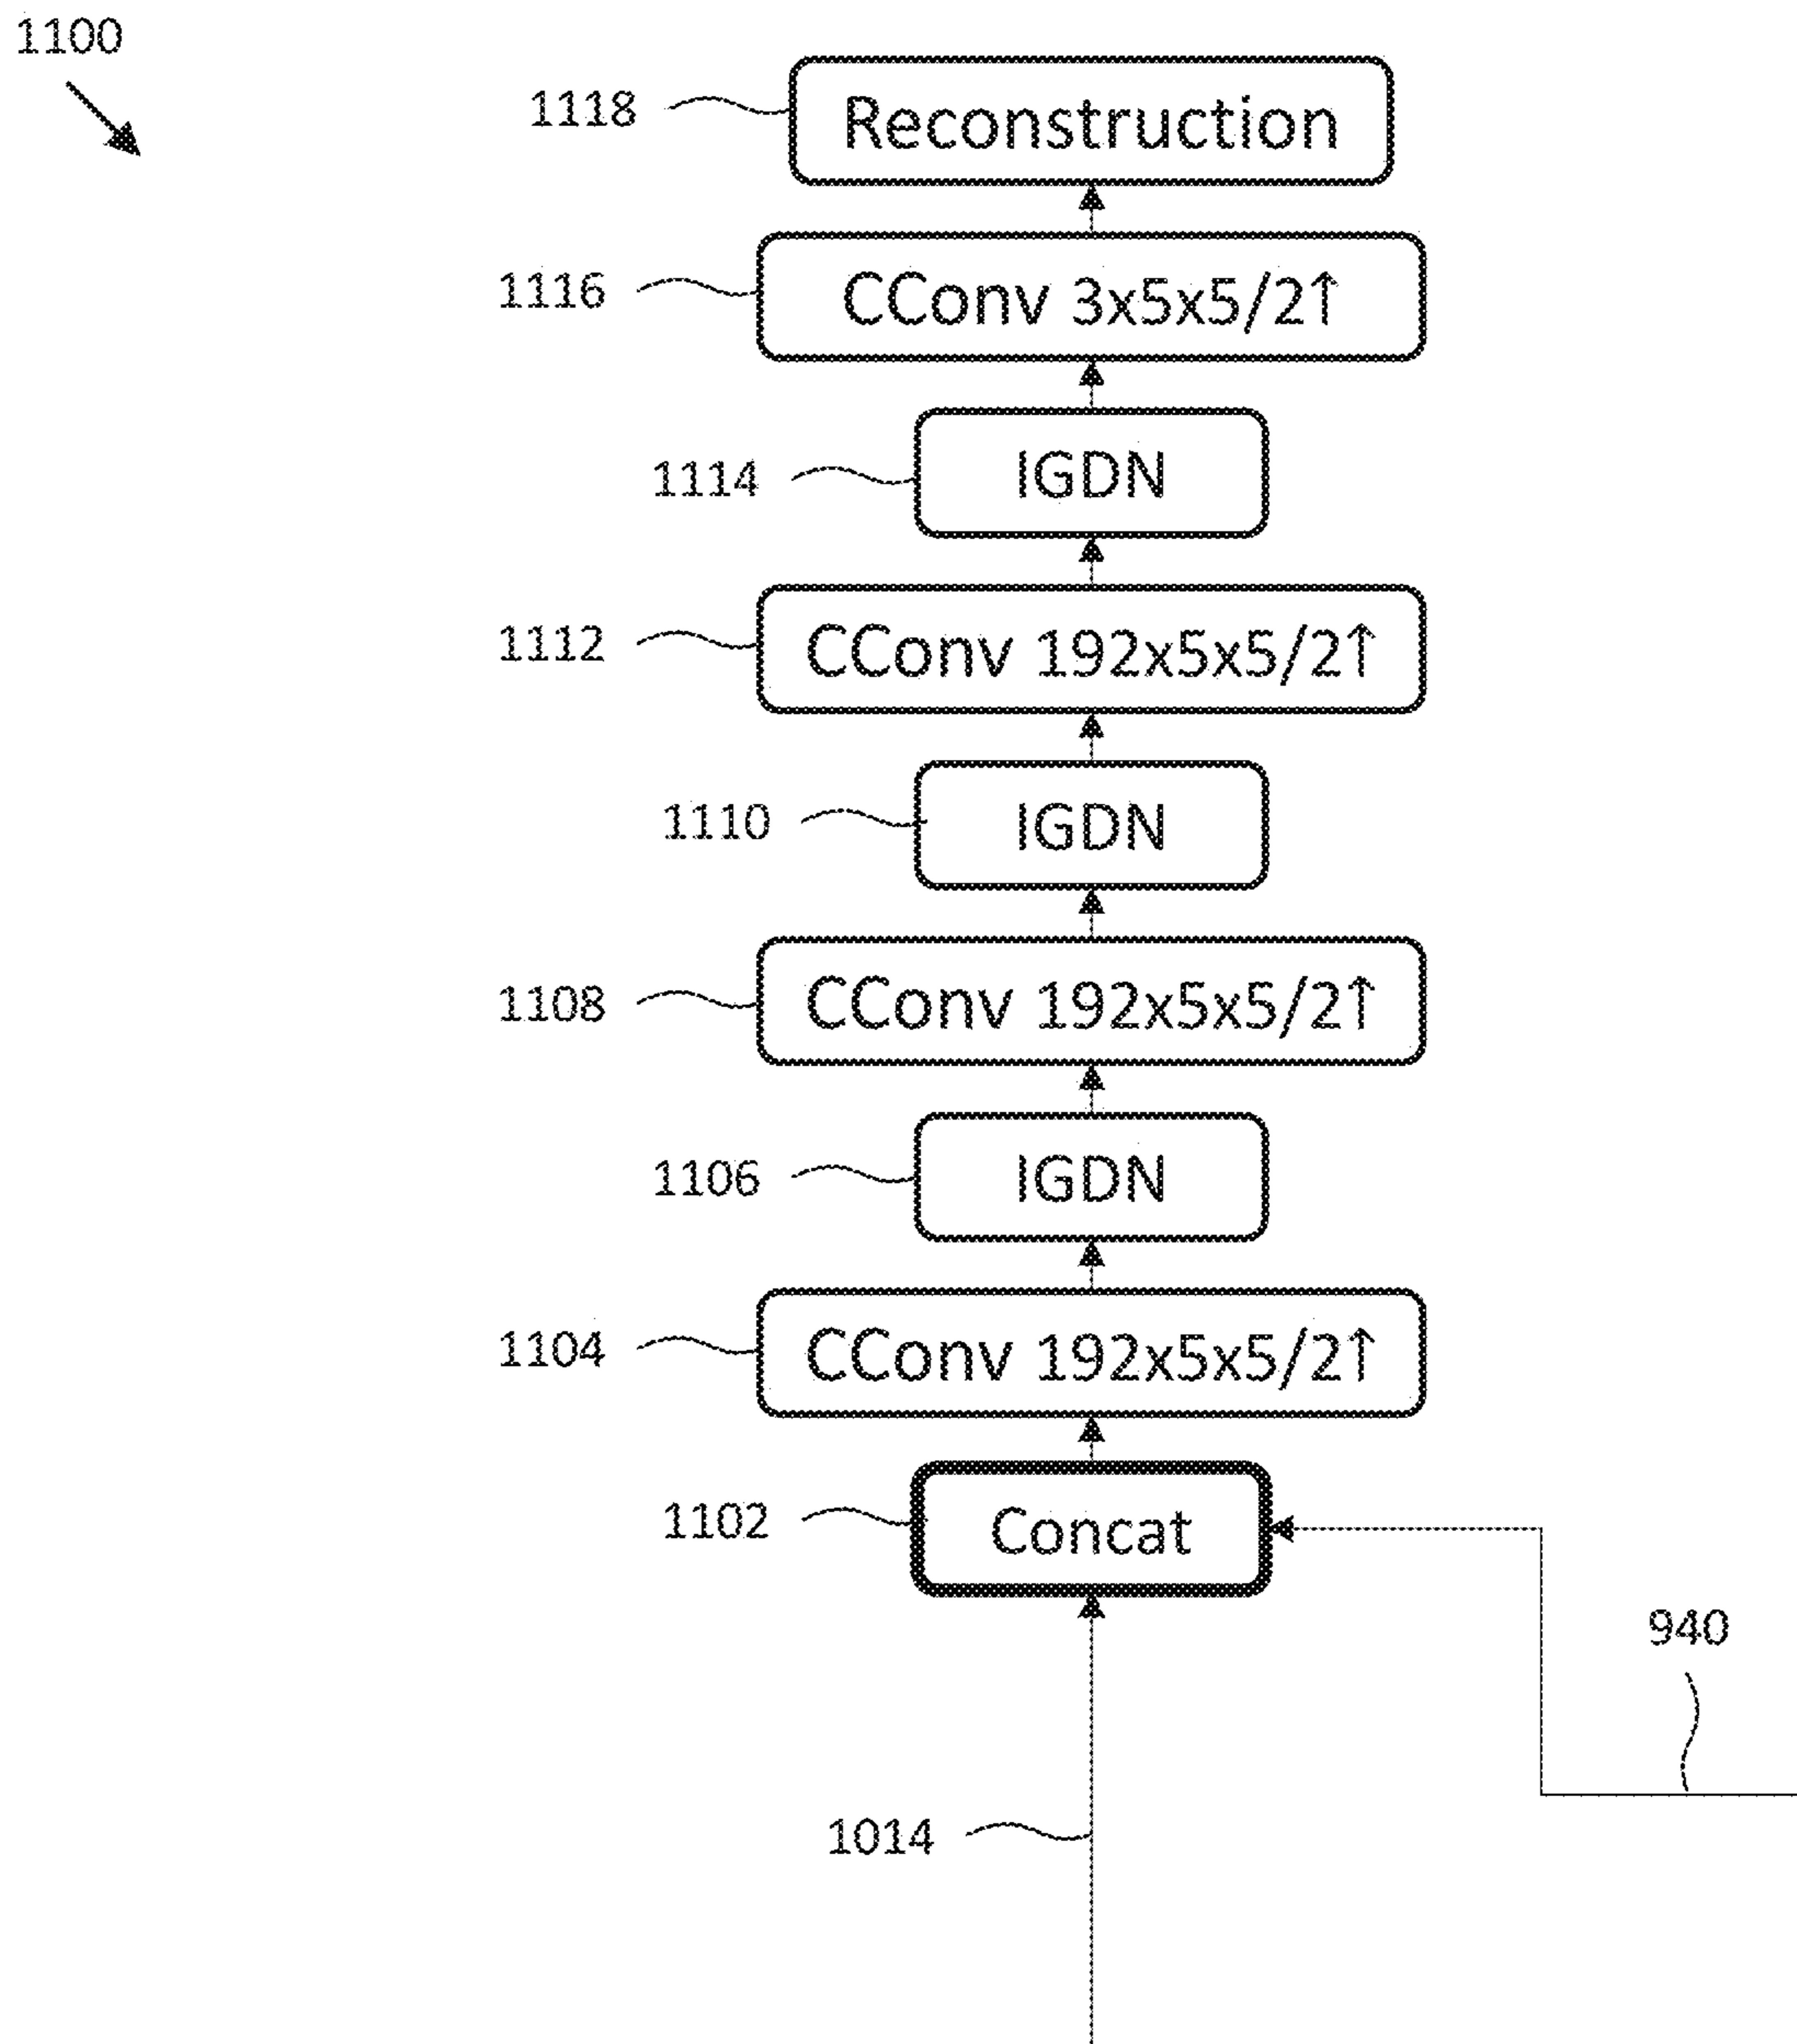 1100
1118
Reconstruction
1116
CConv 3x5x5/2↑
1114
IGDN
1112
CConv 192x5x5/2↑
1110
IGDN
1108
CConv 192x5x5/2↑
1106
IGDN
1104
CConv 192x5x5/2↑
1102
Concat
940
1014